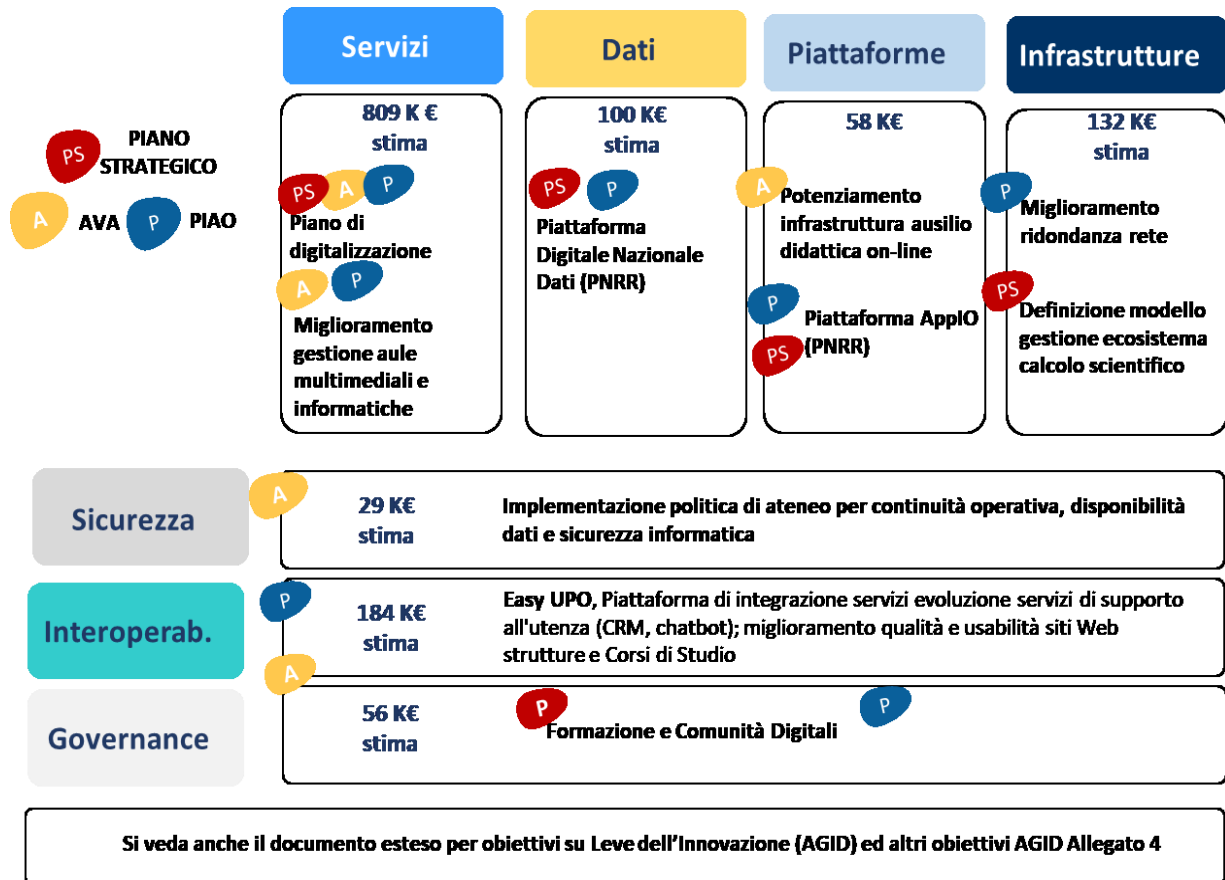 Servizi
Dati
Piattaforme
Infrastrutture
PS
PIANO
STRATEGICO
A
AVA
P
PIAO
809 K €
stima
PS
A
P
Piano di
digitalizzazione
A
P
Miglioramento
gestione aule
multimediali e
informatiche
100 K€
stima
PS
P
Piattaforma
Digitale Nazionale
Dati (PNRR)
58 K€
A
Potenziamento
infrastruttura ausilio
didattica on-line
P
PS
Piattaforma AppIO
(PNRR)
132 K€
stima
P
Miglioramento
ridondanza rete
PS
Definizione modello
gestione ecosistema
calcolo scientifico
Sicurezza
A
29 K€
stima
Implementazione politica di ateneo per continuità operativa, disponibilità
dati e sicurezza informatica
Interoperab.
P
A
184 K€
stima
Easy UPO, Piattaforma di integrazione servizi evoluzione servizi di supporto
all'utenza (CRM, chatbot); miglioramento qualità e usabilità siti Web
strutture e Corsi di Studio
Governance
56 K€
stima
P
Formazione e Comunità Digitali
P
Si veda anche il documento esteso per obiettivi su Leve dell’Innovazione (AGID) ed altri obiettivi AGID Allegato 4